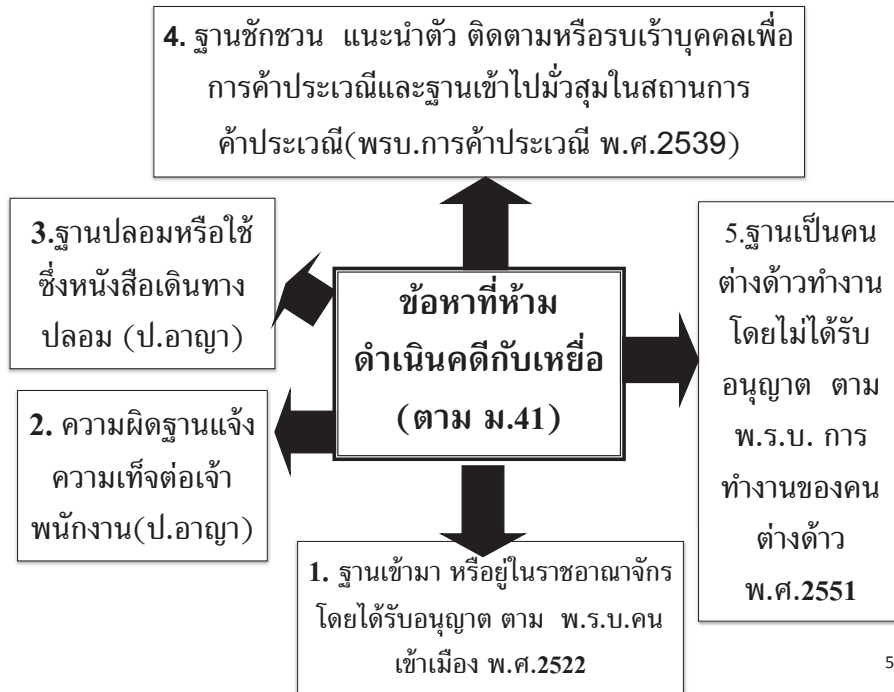 4. ฐานชักชวน แนะนำตัว ติดตามหรือรบเร้าบุคคลเพื่อ
การค้าประเวณีและฐานเข้าไปมั่วสุมในสถานการ
ค้าประเวณี(พรบ.การค้าประเวณี พ.ศ.2539)
3.ฐานปลอมหรือใช้
ซึ่งหนังสือเดินทาง
ปลอม (ป.อาญา)
ข้อหาที่ห้าม
ดำเนินคดีกับเหยื่อ
(ตาม ม.41)
5.ฐานเป็นคน
ต่างด้าวทำงาน
โดยไม่ได้รับ
อนุญาต ตาม
พ.ร.บ. การ
ทำงานของคน
ต่างด้าว
พ.ศ.2551
2. ความผิดฐานแจ้ง
ความเท็จต่อเจ้า
พนักงาน(ป.อาญา)
1. ฐานเข้ามา หรือยู่ในราชอาณาจักร
โดยได้รับอนุญาต ตาม พ.ร.บ.คน
เข้าเมือง พ.ศ.2522
5